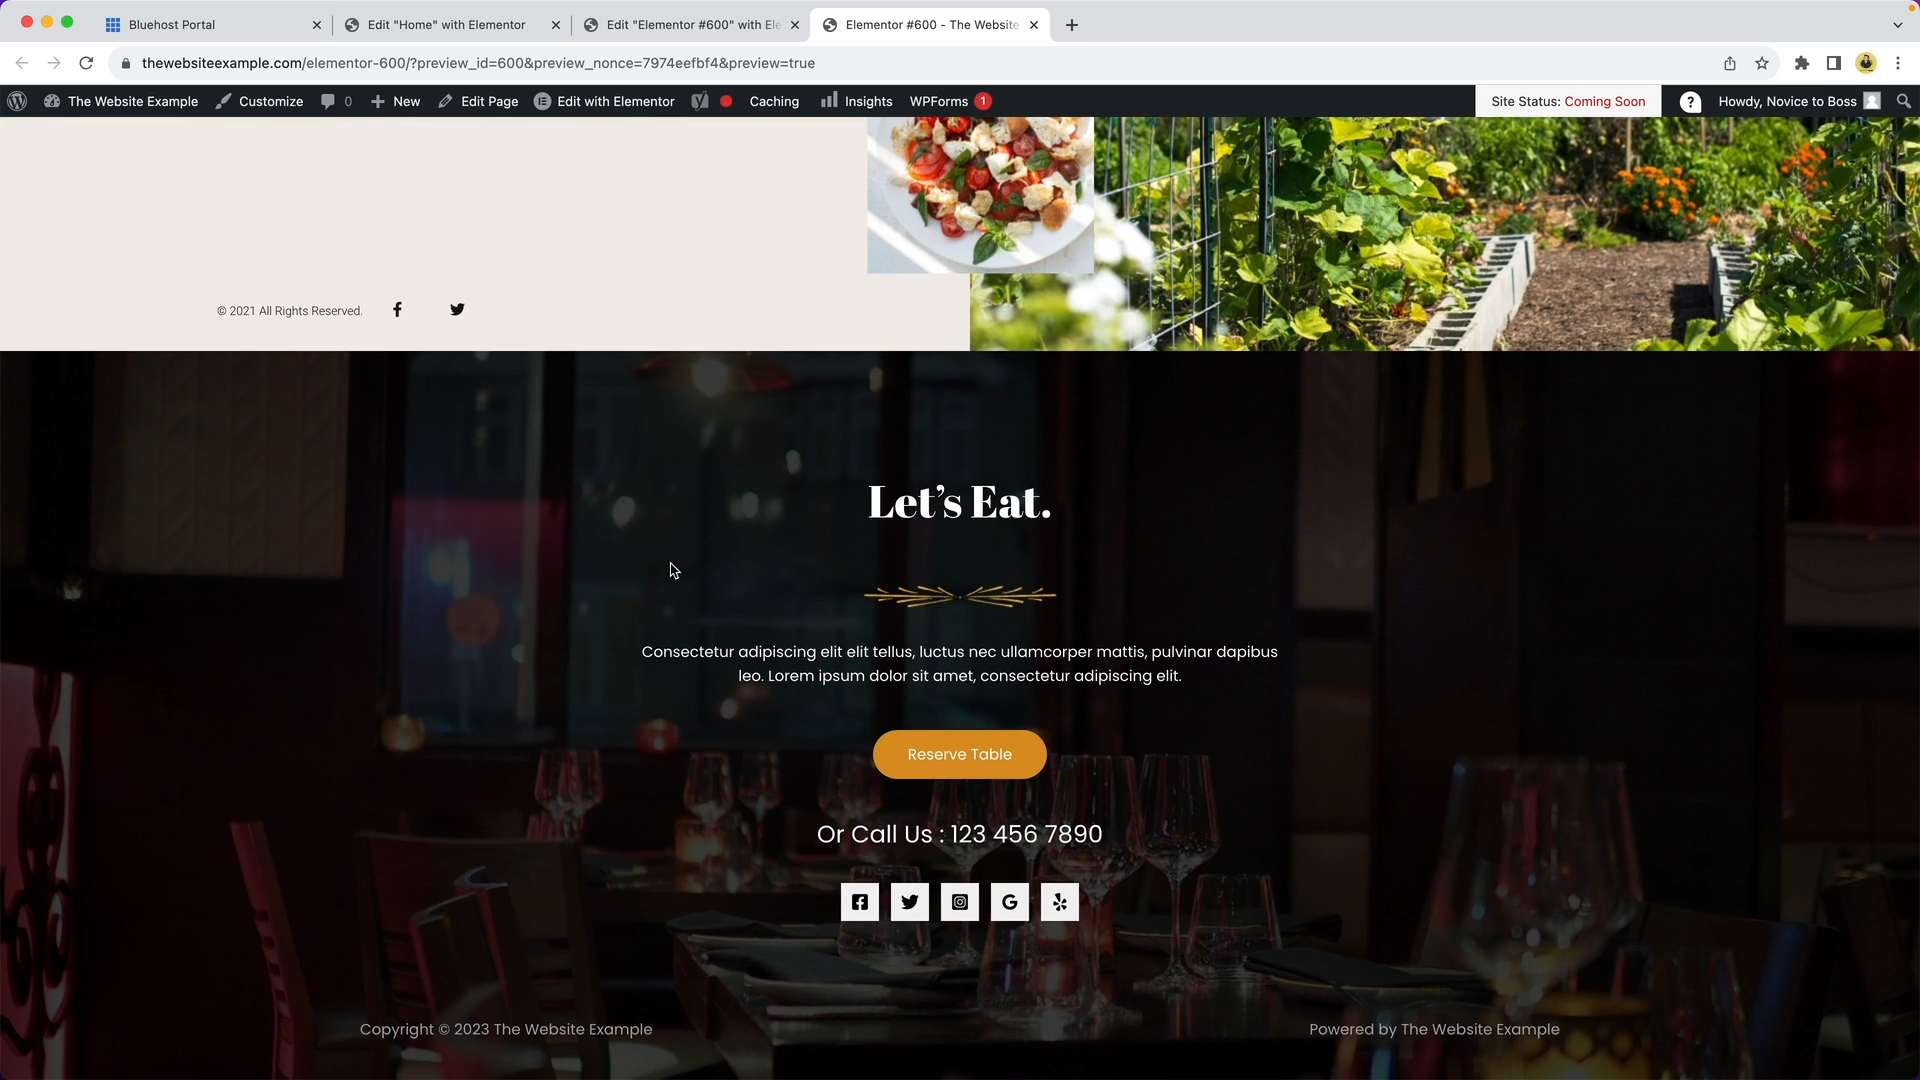 Bluehost Portal
Edit "Home" with Elementor
Edit "Elementor #600" with Ele
Elementor #600 - The Website
thewebsiteexample.com/elementor-600/?preview_id=600&preview_nonce=7974eefbf4&preview=true
The Website Example
Customize
0
New
Edit Page
Edit with Elementor
Caching
Insights
WPForms 1
Site Status: Coming Soon
Howdy, Novice to Boss
© 2021 All Rights Reserved.
Let’s Eat.
Consectetur adipiscing elit elit tellus, luctus nec ullamcorper mattis, pulvinar dapibus
leo. Lorem ipsum dolor sit amet, consectetur adipiscing elit.
Reserve Table
Or Call Us : 123 456 7890
Copyright © 2023 The Website Example
Powered by The Website Example